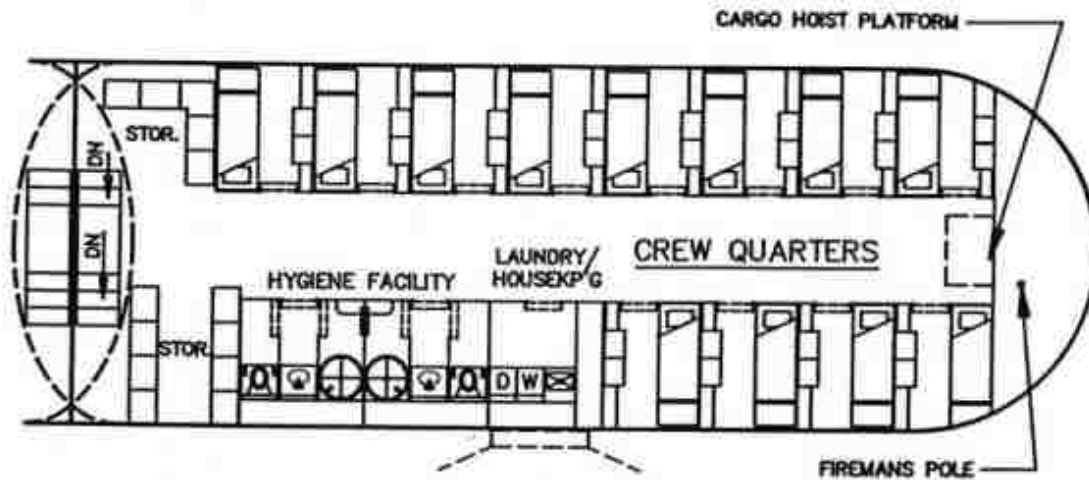 CARGO HOIST PLATFORM
STOR.
DN
DN
CREW QUARTERS
LAUNDRY/
HOUSEKP'G
HYGIENE FACILITY
STOR.
D W
FIREMANS POLE